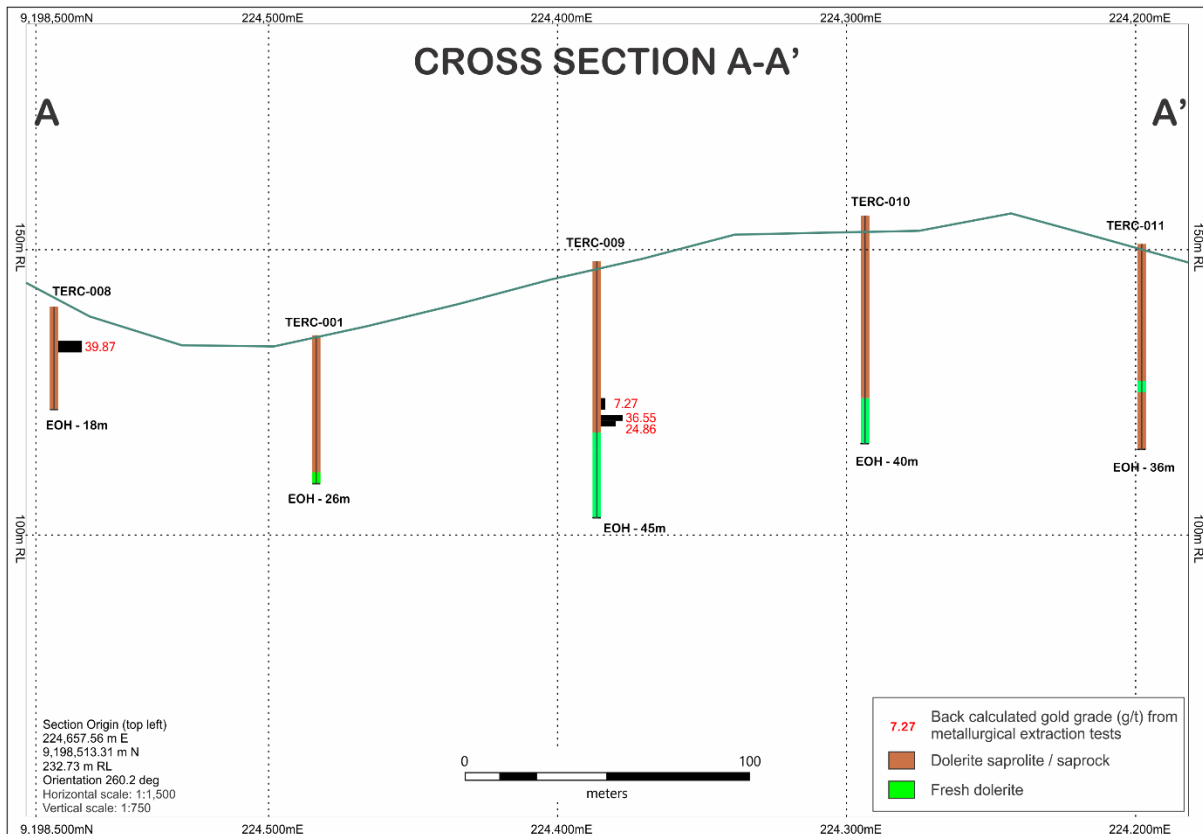 9,198,500mN 224,500mE 224,400mE 224,300mE 224,200mE
CROSS SECTION A-A’
A A’
150m RL 150m RL
TERC-010
TERC-011
TERC-009
TERC-008
TERC-001
39.87
7.27
36.55
24.86
EOH - 18m
EOH - 26m
EOH - 45m
EOH - 40m
EOH - 36m
100m RL 100m RL
Section Origin (top left)
224,657.56 m E
9,198,513.31 m N
232.73 m RL
Orientation 260.2 deg
Horizontal scale: 1:1,500
Vertical scale: 1:750
0 100
meters
7.27 Back calculated gold grade (g/t) from
metallurgical extraction tests
Dolerite saprolite / saprock
Fresh dolerite
9,198,500mN 224,500mE 224,400mE 224,300mE 224,200mE